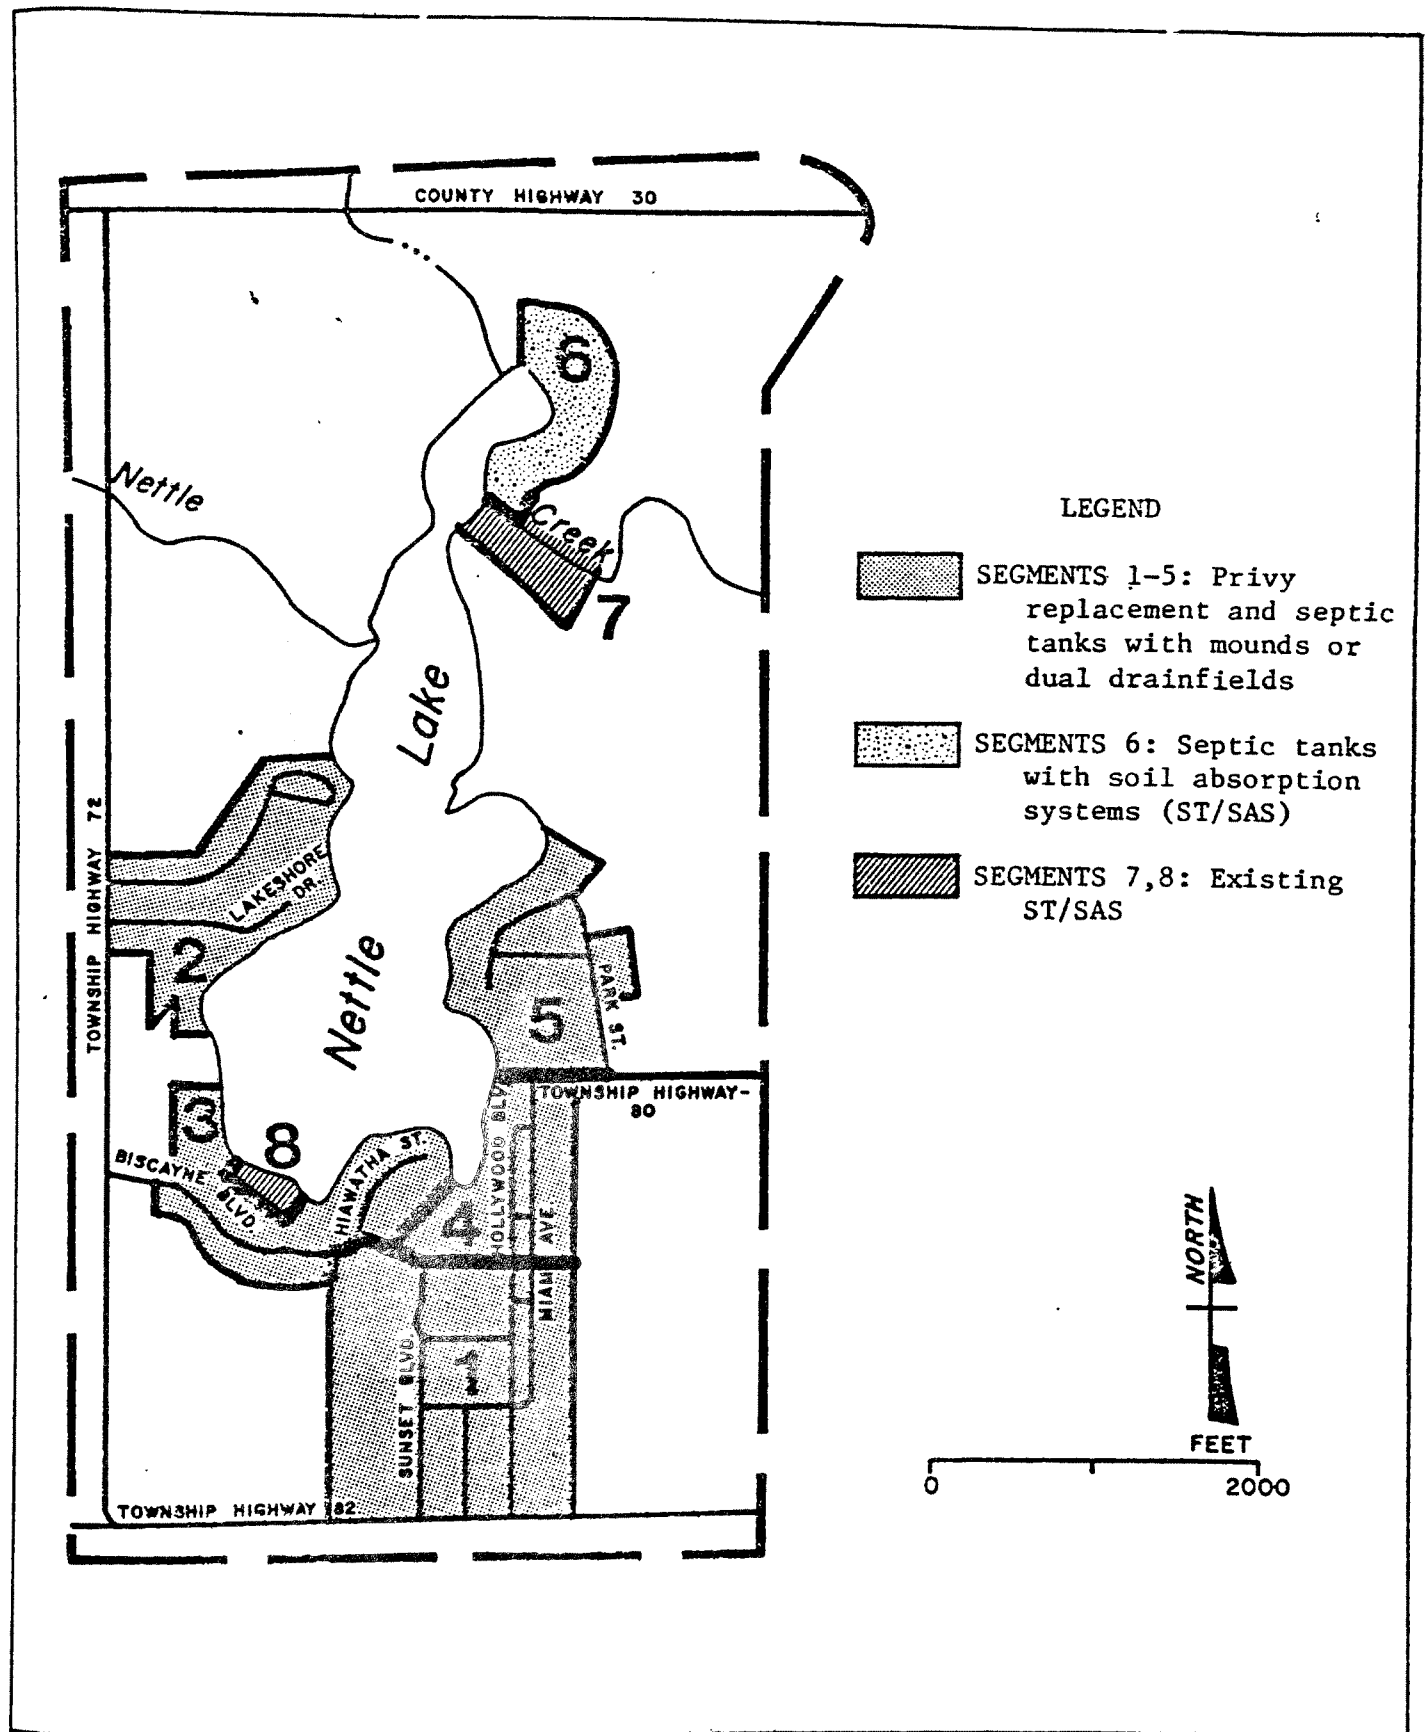 COUNTY HIGHWAY 30
6
Nettle
Creek
7
LEGEND
SEGMENTS 1-5: Privy
replacement and septic
tanks with mounds or
dual drainfields
SEGMENTS 6: Septic tanks
with soil absorption
systems (ST/SAS)
SEGMENTS 7,8: Existing
ST/SAS
Lake
Nettle
TOWNSHIP HIGHWAY 72
LAKESHORE
DR.
2
5
PARK ST.
TOWNSHIP HIGHWAY-
80
3
8
BISCAYNE BLVD.
HIAWATHA ST.
4
HOLLYWOOD BLV
MIAMI AVE.
SUNSET BLVD.
1
TOWNSHIP HIGHWAY 82
NORTH
FEET
0 2000